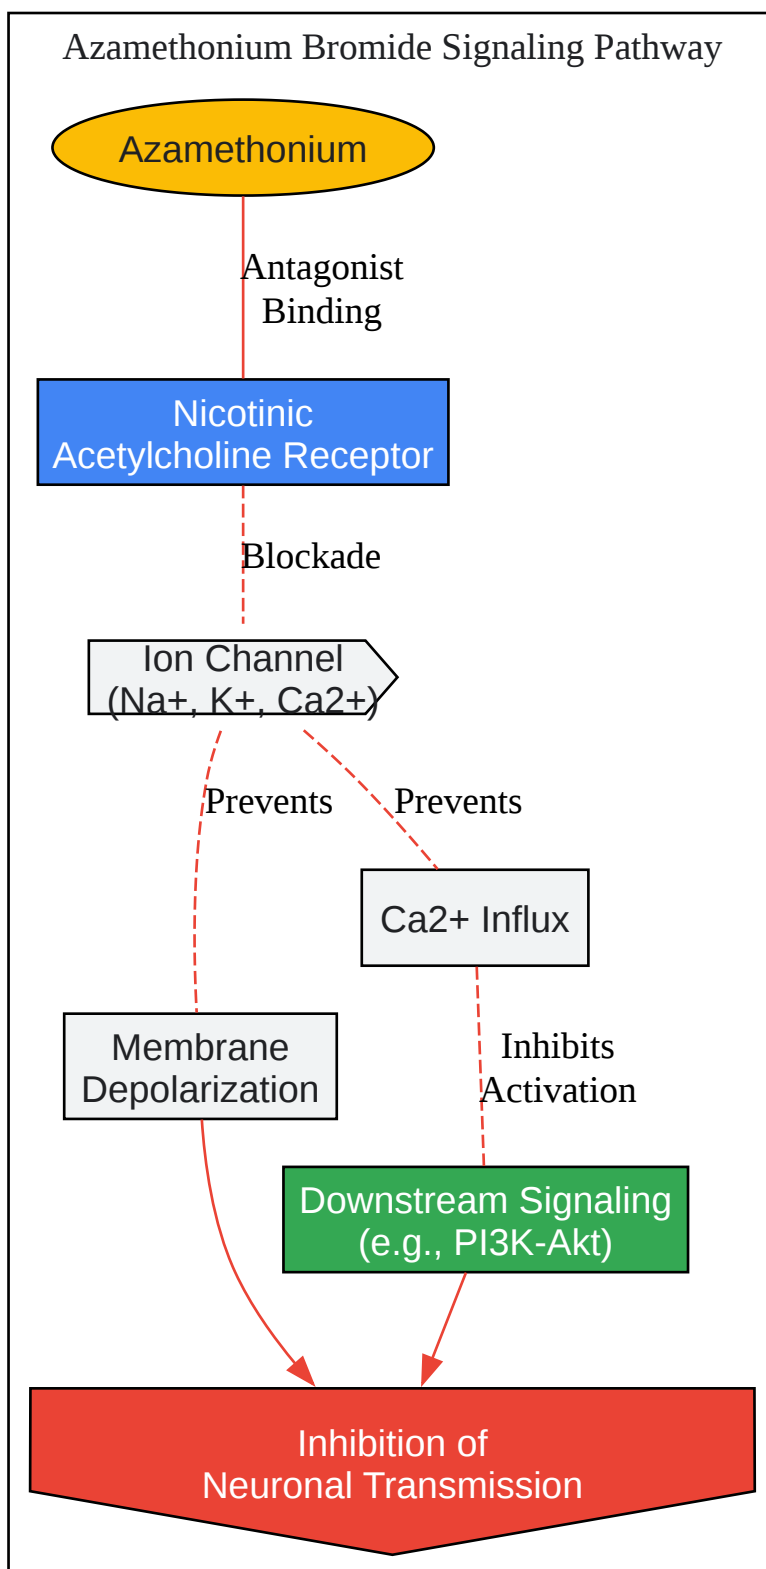 Azamethonium Bromide Signaling Pathway
Azamethonium
Antagonist
Binding
Nicotinic
Acetylcholine Receptor
Blockade
Ion Channel
(Na+, K+, Ca2+)
Prevents
Prevents
Ca2+ Influx
Membrane
Depolarization
Inhibits
Activation
Downstream Signaling
(e.g., PI3K-Akt)
Inhibition of
Neuronal Transmission